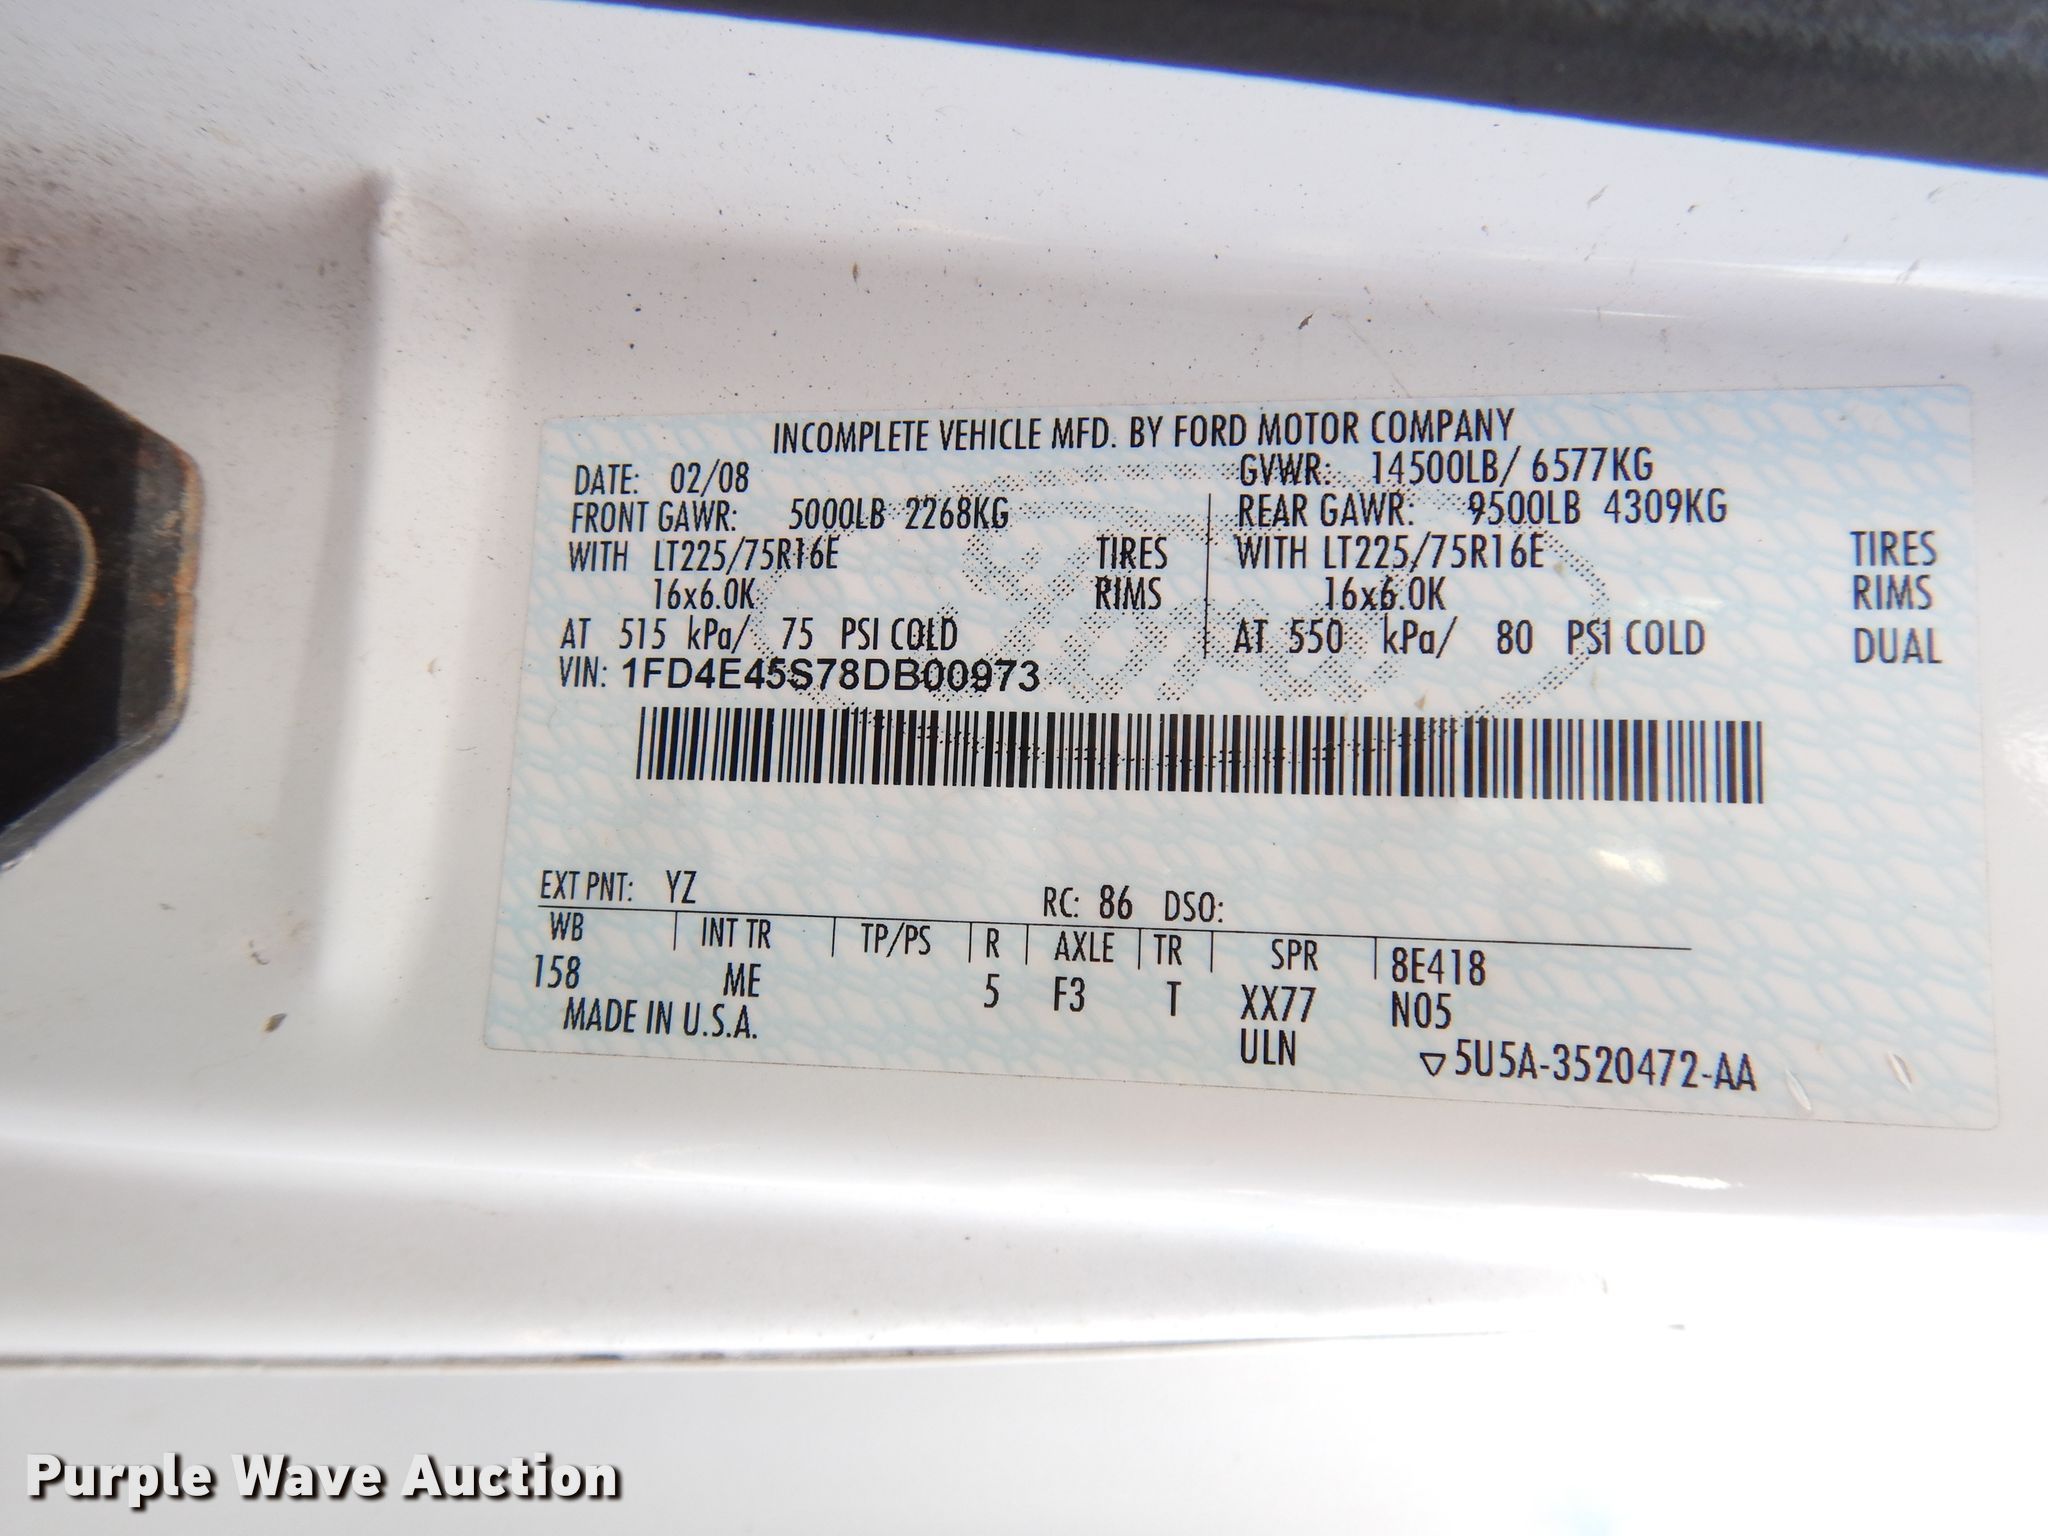 INCOMPLETE VEHICLE MFD. BY FORD MOTOR COMPANY
DATE: 02/08 GVWR: 14500LB/ 6577KG
FRONT GAWR: 5000LB 2268KG REAR GAWR: 9500LB 4309KG
WITH LT225/75R16E TIRES WITH LT225/75R16E TIRES
16x6.0K RIMS 16x6.0K RIMS
AT 515 kPa/ 75 PSI COLD AT 550 kPa/ 80 PSI COLD DUAL
VIN: 1FD4E45S78DB00973
EXT PNT: YZ RC: 86 DSO:
WB INT TR TP/PS R AXLE TR SPR 8E418
158 ME 5 F3 T XX77 N05
MADE IN U.S.A. ULN ▽5U5A-3520472-AA
Purple Wave Auction